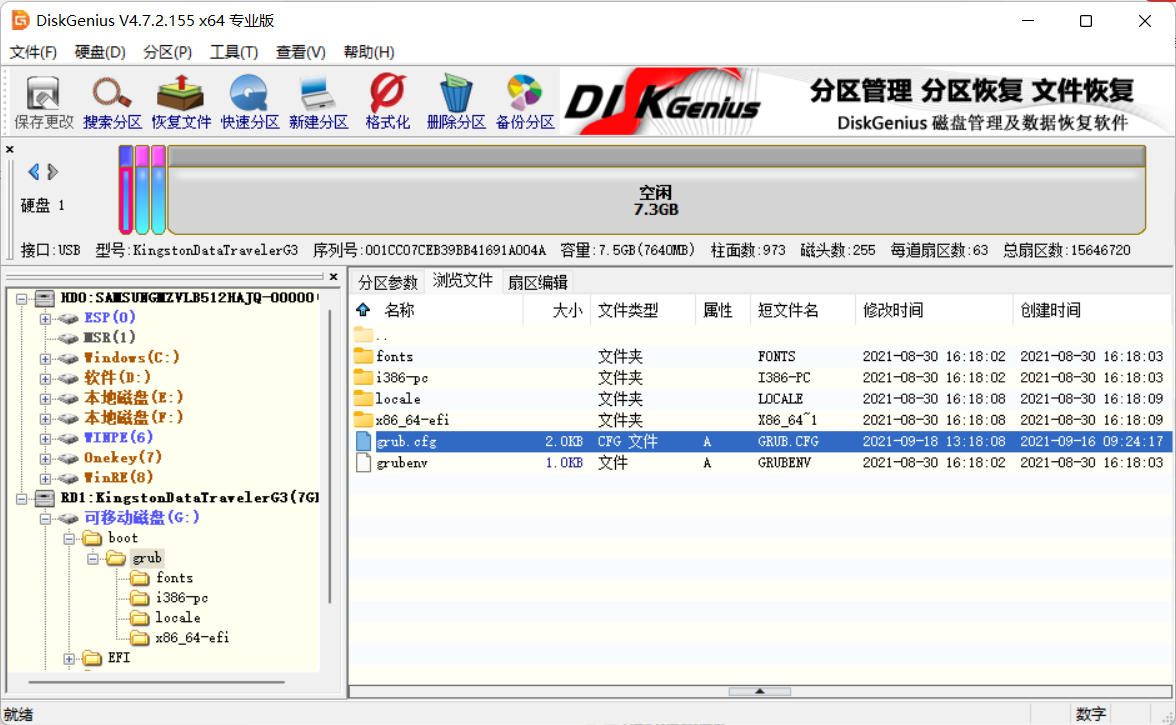 DiskGenius V4.7.2.155 x64 专业版
文件(F) 硬盘(D) 分区(P) 工具(T) 查看(V) 帮助(H)
保存更改 搜索分区 恢复文件 快速分区 新建分区 格式化 删除分区 备份分区
DISKGenius
分区管理 分区恢复 文件恢复
DiskGenius 磁盘管理及数据恢复软件
硬盘 1
空闲
7.3GB
接口:USB 型号:KingstonDataTravelerG3 序列号:001CC07CEB39BB41691A004A 容量:7.5GB(7640MB) 柱面数:973 磁头数:255 每道扇区数:63 总扇区数:15646720
HD0:SAMSUNGMZVLB512HAJQ-00000
ESP(0)
MSR(1)
Windows(C:)
软件(D:)
本地磁盘(E:)
本地磁盘(F:)
WINPE(6)
Onekey(7)
WinRE(8)
RD1:KingstonDataTravelerG3(7GI
可移动磁盘(G:)
boot
grub
fonts
i386-pc
locale
x86_64-efi
EFI
分区参数 浏览文件 扇区编辑
名称 大小 文件类型 属性 短文件名 修改时间 创建时间
..
fonts 文件夹 FONTS 2021-08-30 16:18:02 2021-08-30 16:18:03
i386-pc 文件夹 I386-PC 2021-08-30 16:18:02 2021-08-30 16:18:03
locale 文件夹 LOCALE 2021-08-30 16:18:08 2021-08-30 16:18:09
x86_64-efi 文件夹 X86_64~1 2021-08-30 16:18:08 2021-08-30 16:18:09
grub.cfg 2.0KB CFG 文件 A GRUB.CFG 2021-09-18 13:18:08 2021-09-16 09:24:17
grubenv 1.0KB 文件 A GRUBENV 2021-08-30 16:18:02 2021-08-30 16:18:03
就绪
数字